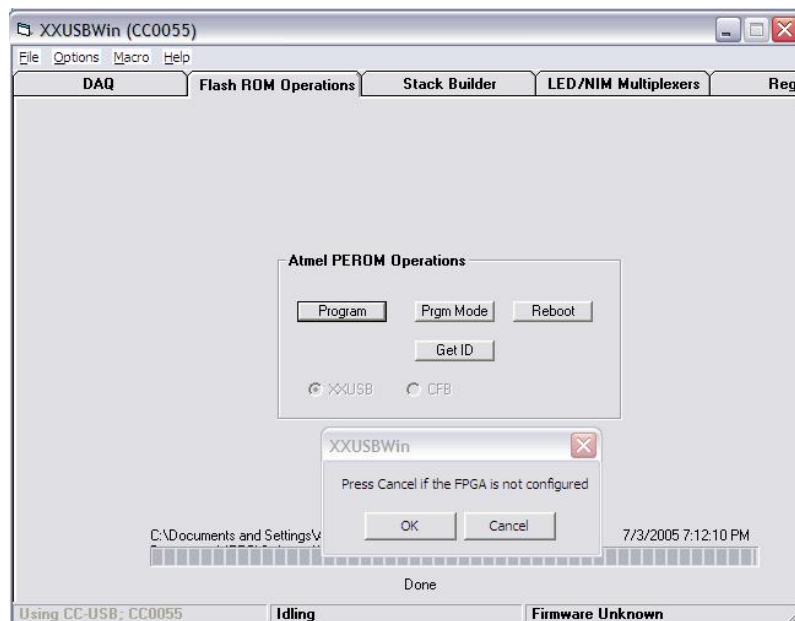 XXUSBWin (CC0055)
File Options Macro Help
DAQ Flash ROM Operations Stack Builder LED/NIM Multiplexers Reg
Atmel PEROM Operations
Program Prgm Mode Reboot
Get ID
XXUSB CFB
XXUSBWin
Press Cancel if the FPGA is not configured
OK Cancel
C:\Documents and Settings\ 7/3/2005 7:12:10 PM
Done
Using CC-USB; CC0055 Idling Firmware Unknown